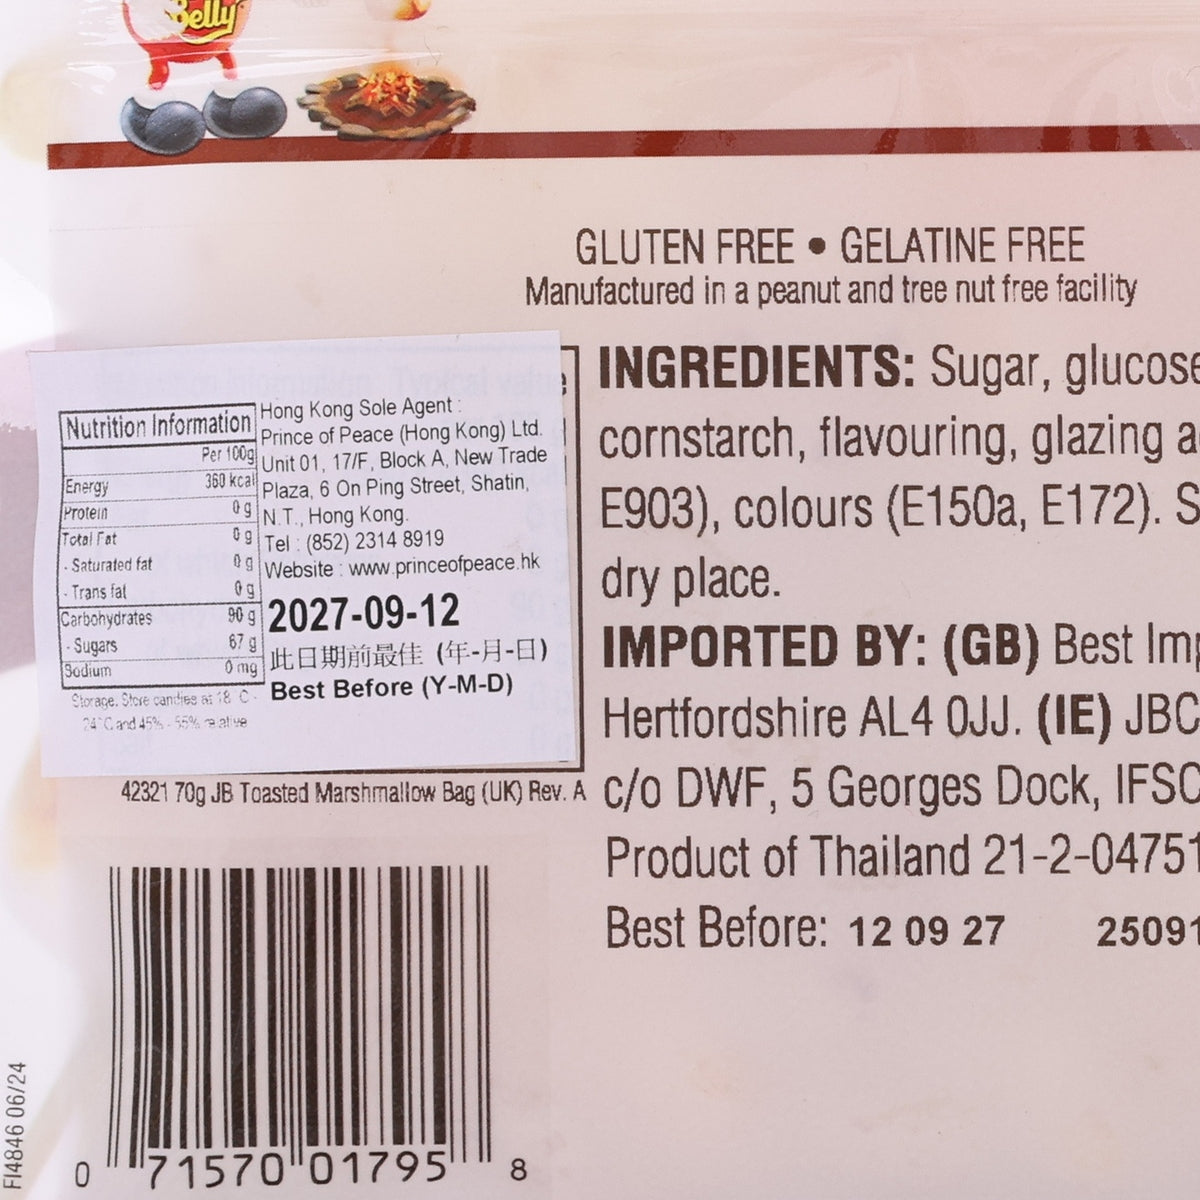 Belly
GLUTEN FREE • GELATINE FREE
Manufactured in a peanut and tree nut free facility
Nutrition Information
Per 100g
Energy 360 kcal
Protein 0 g
Total Fat 0 g
- Saturated fat 0 g
- Trans fat 0 g
Carbohydrates 90 g
- Sugars 67 g
Sodium 0 mg
Storage: Store candies at 18°C -
24°C and 45% - 55% relative
Hong Kong Sole Agent :
Prince of Peace (Hong Kong) Ltd.
Unit 01, 17/F, Block A, New Trade
Plaza, 6 On Ping Street, Shatin,
N.T., Hong Kong.
Tel : (852) 2314 8919
Website : www.princeofpeace.hk
2027-09-12
此日期前最佳 (年-月-日)
Best Before (Y-M-D)
INGREDIENTS: Sugar, glucose
cornstarch, flavouring, glazing a
E903), colours (E150a, E172). S
dry place.
IMPORTED BY: (GB) Best Im
Hertfordshire AL4 0JJ. (IE) JBC
c/o DWF, 5 Georges Dock, IFSC
Product of Thailand 21-2-04751
Best Before: 12 09 27 25091
42321 70g JB Toasted Marshmallow Bag (UK) Rev. A
0 71570 01795 8
FI4846 06/24